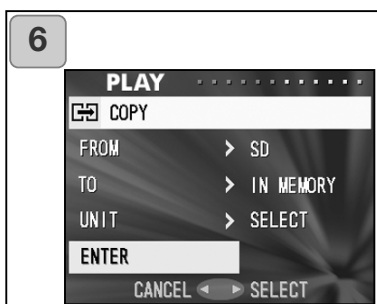 6
PLAY
COPY
FROM > SD
TO > IN MEMORY
UNIT > SELECT
ENTER
CANCEL ◄ ► SELECT